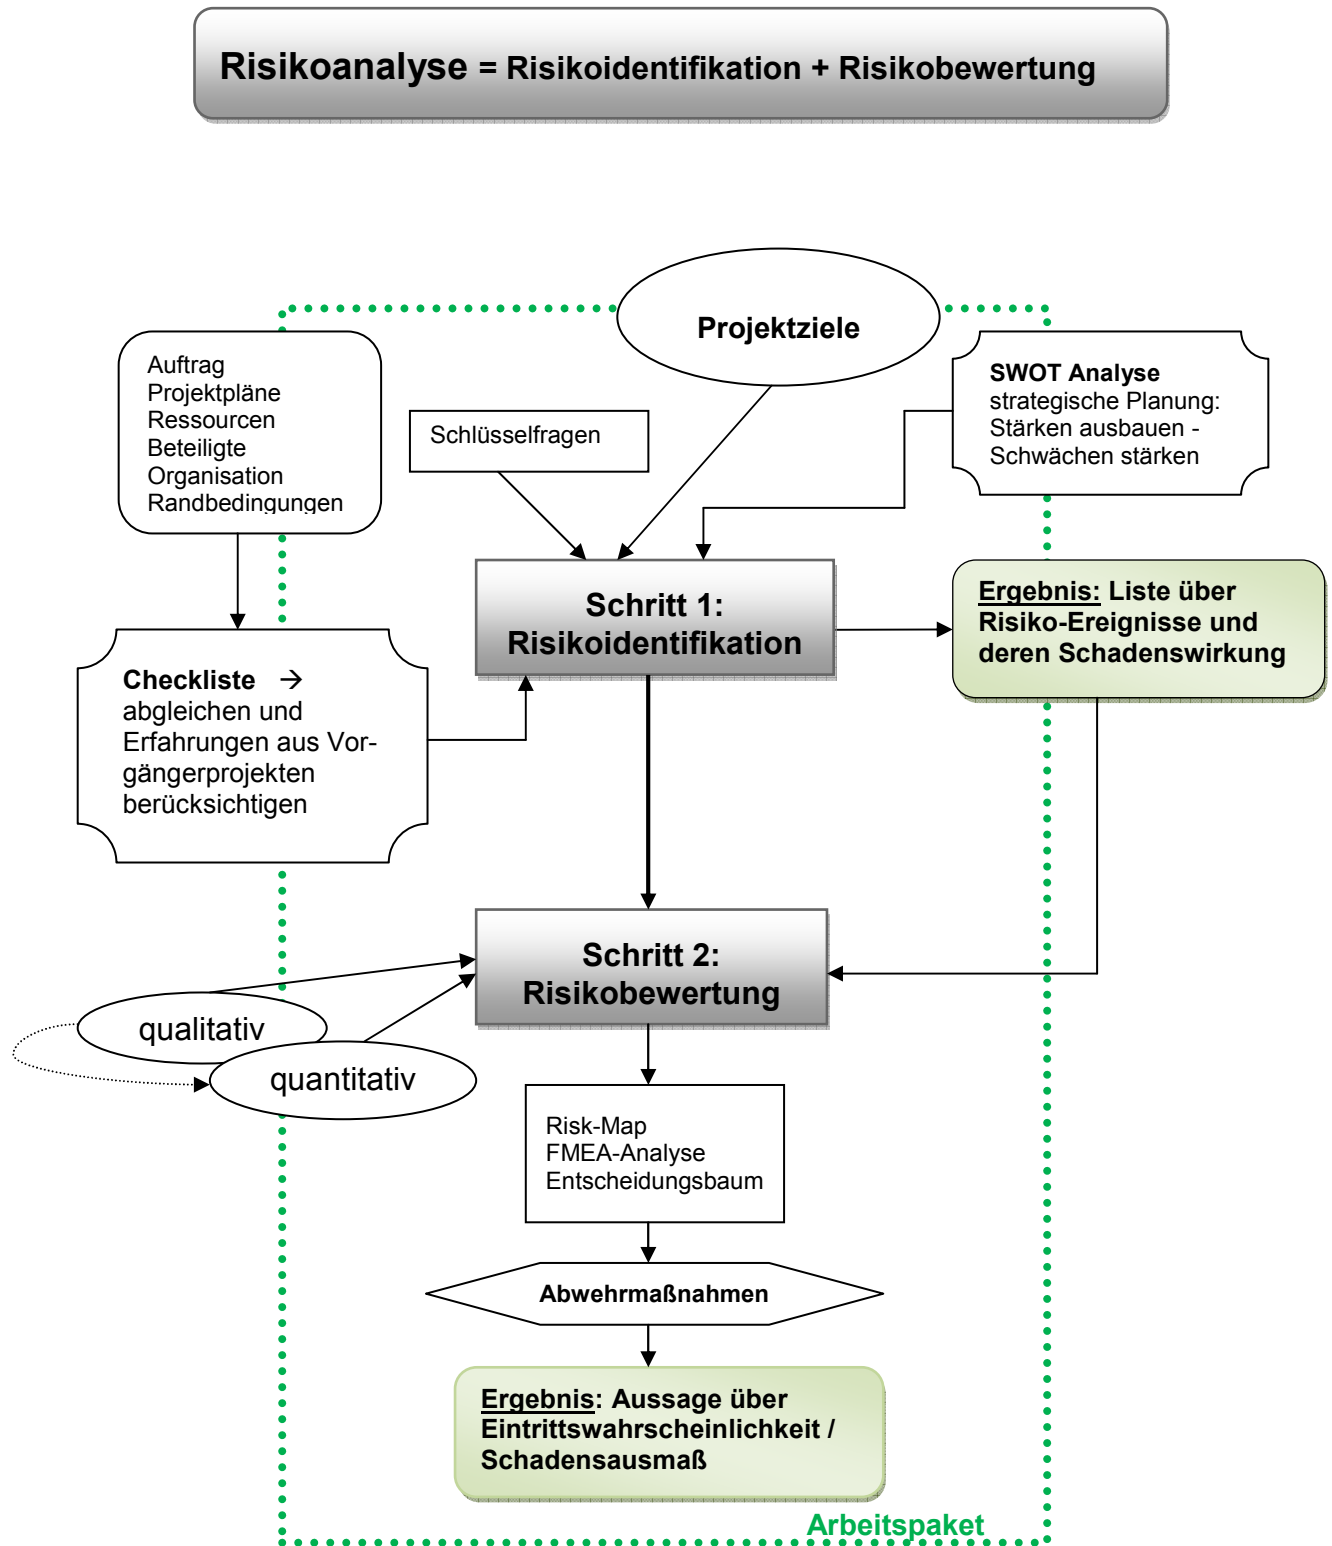 Risikoanalyse = Risikoidentifikation + Risikobewertung
Projektziele
Auftrag
Projektpläne
Ressourcen
Beteiligte
Organisation
Randbedingungen
Schlüsselfragen
SWOT Analyse
strategische Planung:
Stärken ausbauen -
Schwächen stärken
Schritt 1:
Risikoidentifikation
Ergebnis: Liste über
Risiko-Ereignisse und
deren Schadenswirkung
Checkliste →
abgleichen und
Erfahrungen aus Vor-
gängerprojekten
berücksichtigen
Schritt 2:
Risikobewertung
qualitativ
quantitativ
Risk-Map
FMEA-Analyse
Entscheidungsbaum
Abwehrmaßnahmen
Ergebnis: Aussage über
Eintrittswahrscheinlichkeit /
Schadensausmaß
Arbeitspaket